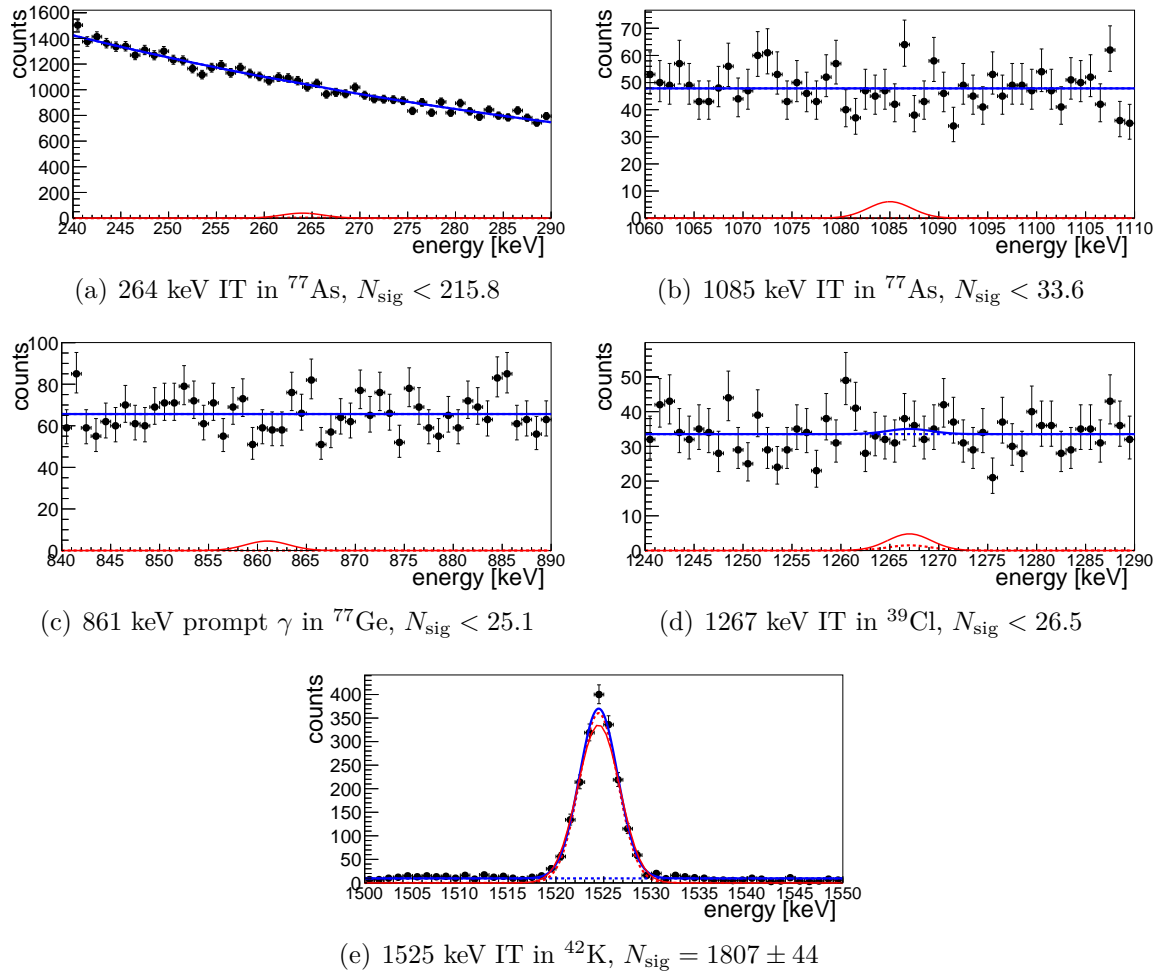 counts
1600
1400
1200
1000
800
600
400
200
0
240 245 250 255 260 265 270 275 280 285 290
energy [keV]
(a) 264 keV IT in ⁷⁷As, N_sig < 215.8
counts
70
60
50
40
30
20
10
0
1060 1065 1070 1075 1080 1085 1090 1095 1100 1105 1110
energy [keV]
(b) 1085 keV IT in ⁷⁷As, N_sig < 33.6
counts
100
80
60
40
20
0
840 845 850 855 860 865 870 875 880 885 890
energy [keV]
(c) 861 keV prompt γ in ⁷⁷Ge, N_sig < 25.1
counts
50
40
30
20
10
0
1240 1245 1250 1255 1260 1265 1270 1275 1280 1285 1290
energy [keV]
(d) 1267 keV IT in ³⁹Cl, N_sig < 26.5
counts
400
350
300
250
200
150
100
50
0
1500 1505 1510 1515 1520 1525 1530 1535 1540 1545 1550
energy [keV]
(e) 1525 keV IT in ⁴²K, N_sig = 1807 ± 44